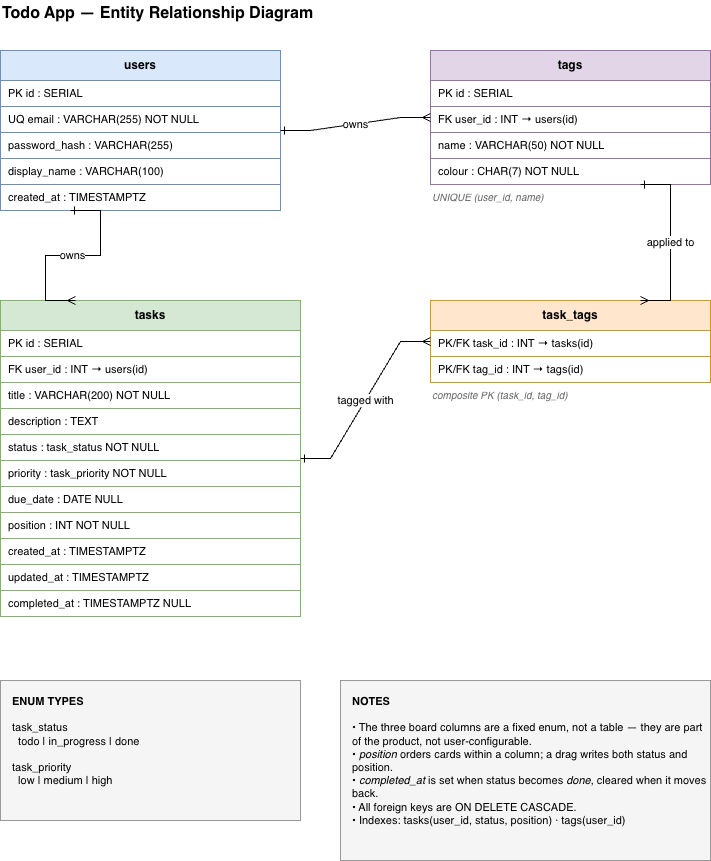 Todo App — Entity Relationship Diagram
users
PK id : SERIAL
UQ email : VARCHAR(255) NOT NULL
password_hash : VARCHAR(255)
display_name : VARCHAR(100)
created_at : TIMESTAMPTZ
owns
tags
PK id : SERIAL
FK user_id : INT → users(id)
name : VARCHAR(50) NOT NULL
colour : CHAR(7) NOT NULL
UNIQUE (user_id, name)
owns
applied to
tasks
PK id : SERIAL
FK user_id : INT → users(id)
title : VARCHAR(200) NOT NULL
description : TEXT
status : task_status NOT NULL
priority : task_priority NOT NULL
due_date : DATE NULL
position : INT NOT NULL
created_at : TIMESTAMPTZ
updated_at : TIMESTAMPTZ
completed_at : TIMESTAMPTZ NULL
tagged with
task_tags
PK/FK task_id : INT → tasks(id)
PK/FK tag_id : INT → tags(id)
composite PK (task_id, tag_id)
ENUM TYPES
task_status
todo | in_progress | done
task_priority
low | medium | high
NOTES
• The three board columns are a fixed enum, not a table — they are part
of the product, not user-configurable.
• position orders cards within a column; a drag writes both status and
position.
• completed_at is set when status becomes done, cleared when it moves
back.
• All foreign keys are ON DELETE CASCADE.
• Indexes: tasks(user_id, status, position) · tags(user_id)